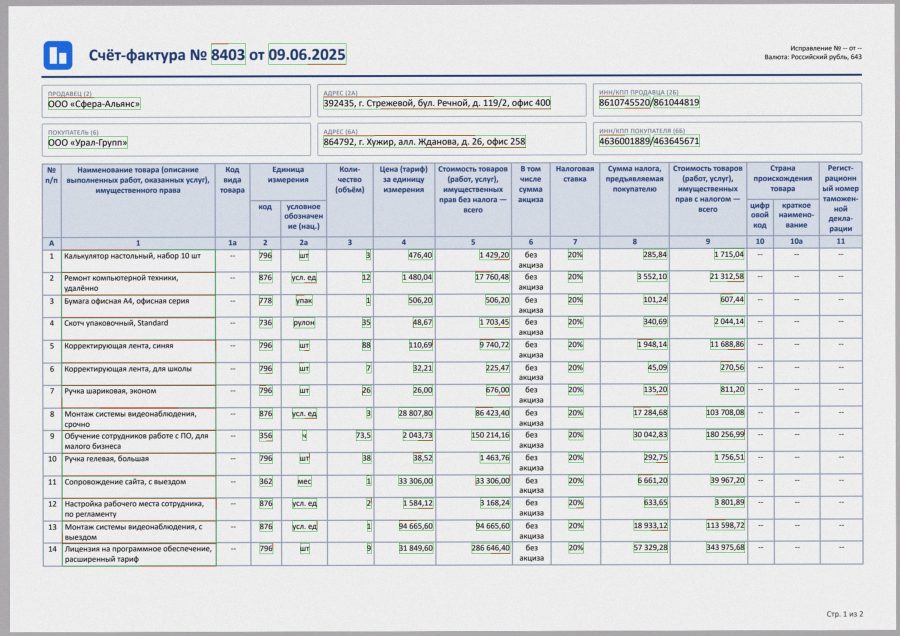 Счёт-фактура № 8403 от 09.06.2025
Исправление № -- от --
Валюта: Российский рубль, 643
ПРОДАВЕЦ (2)
ООО «Сфера-Альянс»
АДРЕС (2А)
392435, г. Стрежевой, бул. Речной, д. 119/2, офис 400
ИНН/КПП ПРОДАВЦА (2Б)
8610745520/861044819
ПОКУПАТЕЛЬ (6)
ООО «Урал-Групп»
АДРЕС (6А)
864792, г. Хужир, алл. Жданова, д. 26, офис 258
ИНН/КПП ПОКУПАТЕЛЯ (6Б)
4636001889/463645671
№ п/п
Наименование товара (описание выполненных работ, оказанных услуг), имущественного права
Код вида товара
Единица измерения
код
условное обозначен ие (нац.)
Коли- чество (объём)
Цена (тариф) за единицу измерения
Стоимость товаров (работ, услуг), имущественных прав без налога — всего
В том числе сумма акциза
Налоговая ставка
Сумма налога, предъявляемая покупателю
Стоимость товаров (работ, услуг), имущественных прав с налогом — всего
Страна происхождения товара
цифр овой код
краткое наимено- вание
Регист- рационн ый номер таможен- ной декла- рации
А 1 1а 2 2а 3 4 5 6 7 8 9 10 10а 11
1 Калькулятор настольный, набор 10 шт -- 796 шт 3 476,40 1 429,20 без акциза 20% 285,84 1 715,04 -- -- --
2 Ремонт компьютерной техники, удалённо -- 876 усл. ед 12 1 480,04 17 760,48 без акциза 20% 3 552,10 21 312,58 -- -- --
3 Бумага офисная А4, офисная серия -- 778 упак 1 506,20 506,20 без акциза 20% 101,24 607,44 -- -- --
4 Скотч упаковочный, Standard -- 736 рулон 35 48,67 1 703,45 без акциза 20% 340,69 2 044,14 -- -- --
5 Корректирующая лента, синяя -- 796 шт 88 110,69 9 740,72 без акциза 20% 1 948,14 11 688,86 -- -- --
6 Корректирующая лента, для школы -- 796 шт 7 32,21 225,47 без акциза 20% 45,09 270,56 -- -- --
7 Ручка шариковая, эконом -- 796 шт 26 26,00 676,00 без акциза 20% 135,20 811,20 -- -- --
8 Монтаж системы видеонаблюдения, срочно -- 876 усл. ед 3 28 807,80 86 423,40 без акциза 20% 17 284,68 103 708,08 -- -- --
9 Обучение сотрудников работе с ПО, для малого бизнеса -- 356 ч 73,5 2 043,73 150 214,16 без акциза 20% 30 042,83 180 256,99 -- -- --
10 Ручка гелевая, большая -- 796 шт 38 38,52 1 463,76 без акциза 20% 292,75 1 756,51 -- -- --
11 Сопровождение сайта, с выездом -- 362 мес 1 33 306,00 33 306,00 без акциза 20% 6 661,20 39 967,20 -- -- --
12 Настройка рабочего места сотрудника, по регламенту -- 876 усл. ед 2 1 584,12 3 168,24 без акциза 20% 633,65 3 801,89 -- -- --
13 Монтаж системы видеонаблюдения, с выездом -- 876 усл. ед 1 94 665,60 94 665,60 без акциза 20% 18 933,12 113 598,72 -- -- --
14 Лицензия на программное обеспечение, расширенный тариф -- 796 шт 9 31 849,60 286 646,40 без акциза 20% 57 329,28 343 975,68 -- -- --
Стр. 1 из 2